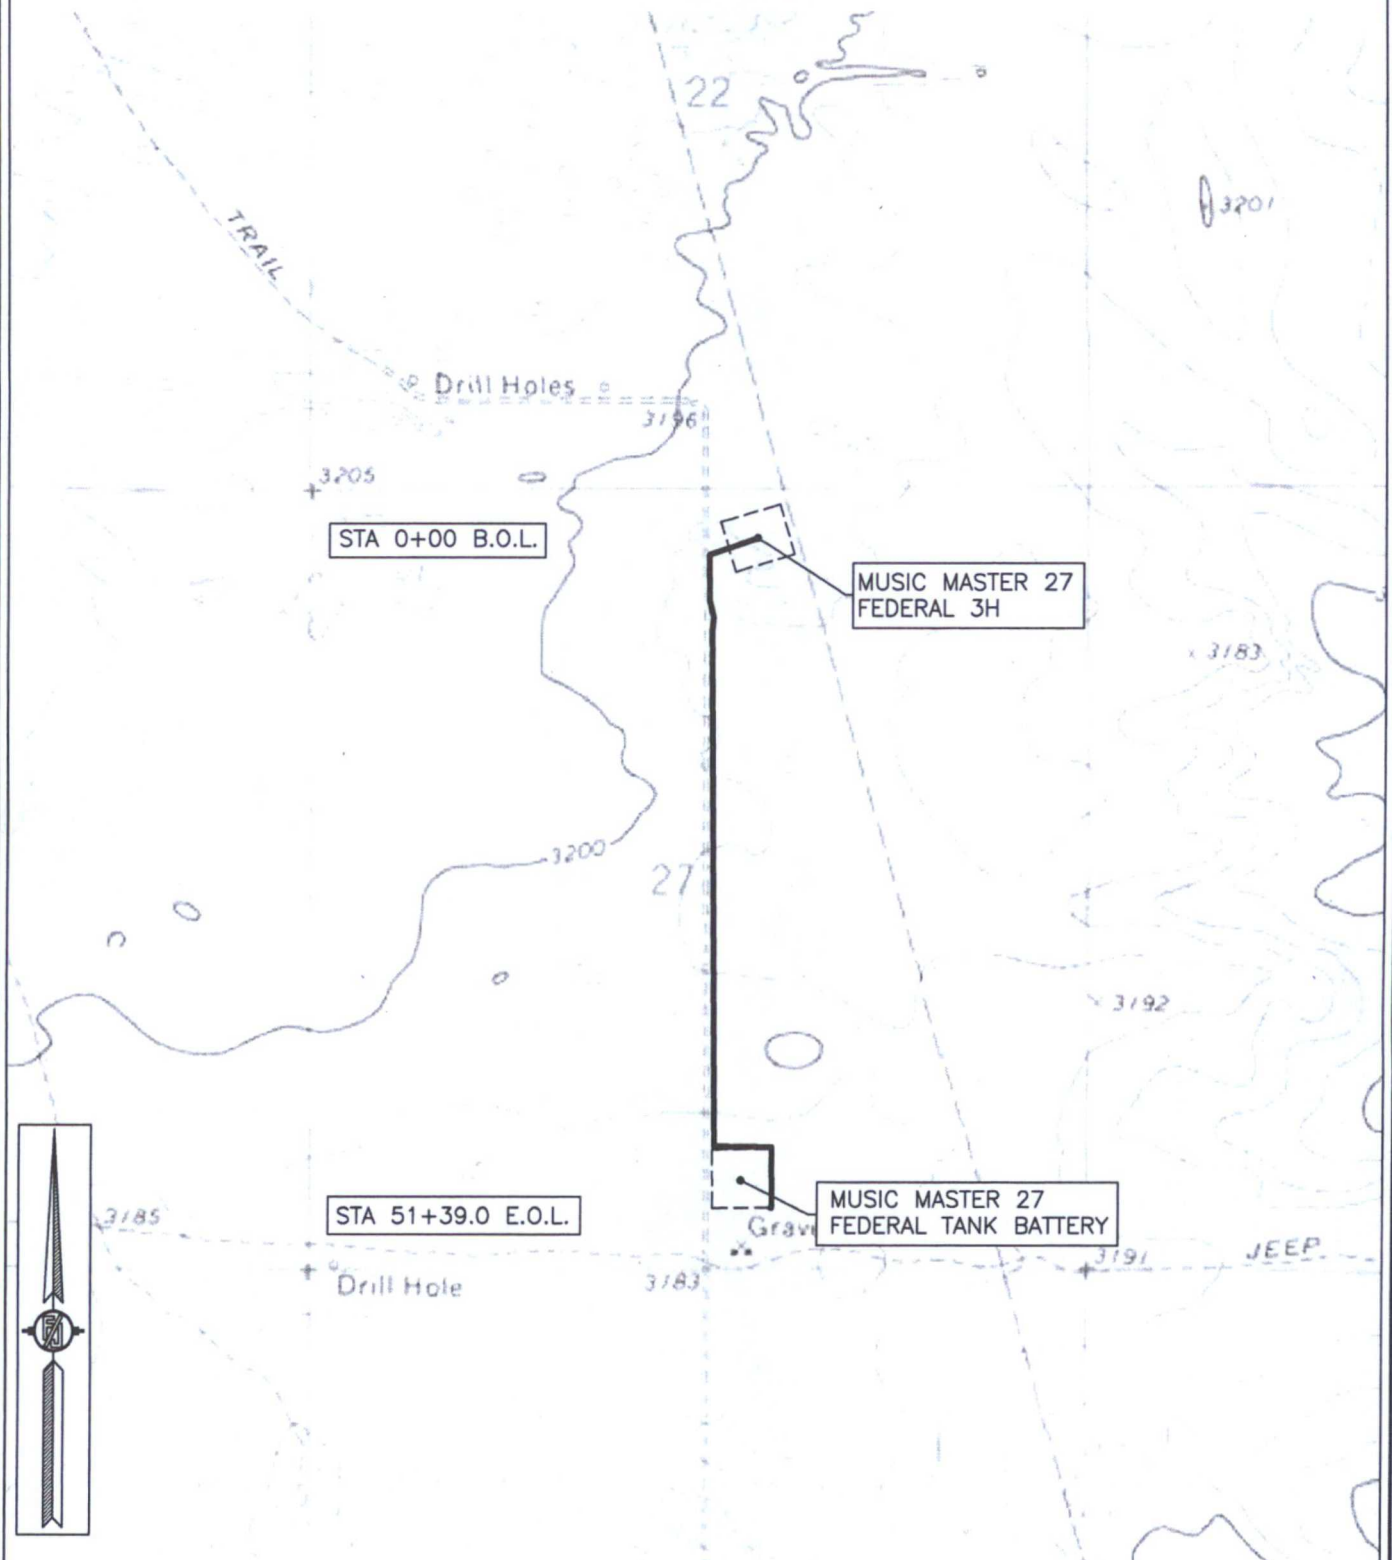 22
3201
TRAIL
Drill Holes
3196
3205
STA 0+00 B.O.L.
MUSIC MASTER 27
FEDERAL 3H
3183
3200
27
3192
MUSIC MASTER 27
FEDERAL TANK BATTERY
STA 51+39.0 E.O.L.
3185
Grav
JEEP
3191
3183
Drill Hole